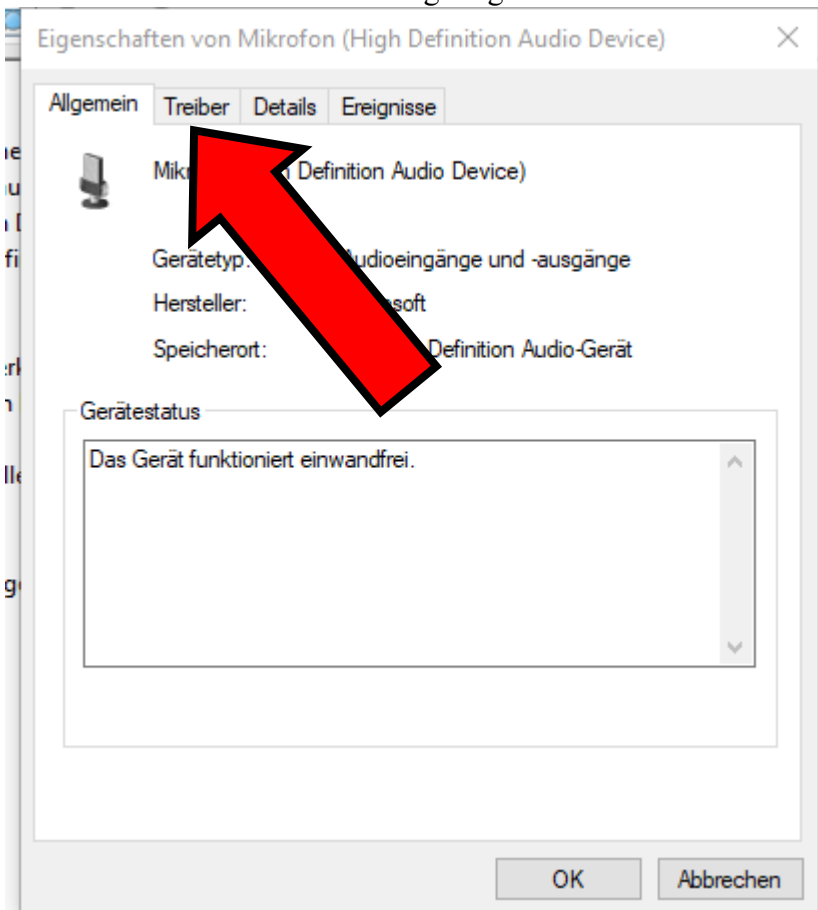 Eigenschaften von Mikrofon (High Definition Audio Device)
Allgemein Treiber Details Ereignisse
Definition Audio Device)
Gerätetyp: Audioeingänge und -ausgänge
Hersteller:
Speicherort: Definition Audio-Gerät
Gerätestatus
Das Gerät funktioniert einwandfrei.
OK Abbrechen